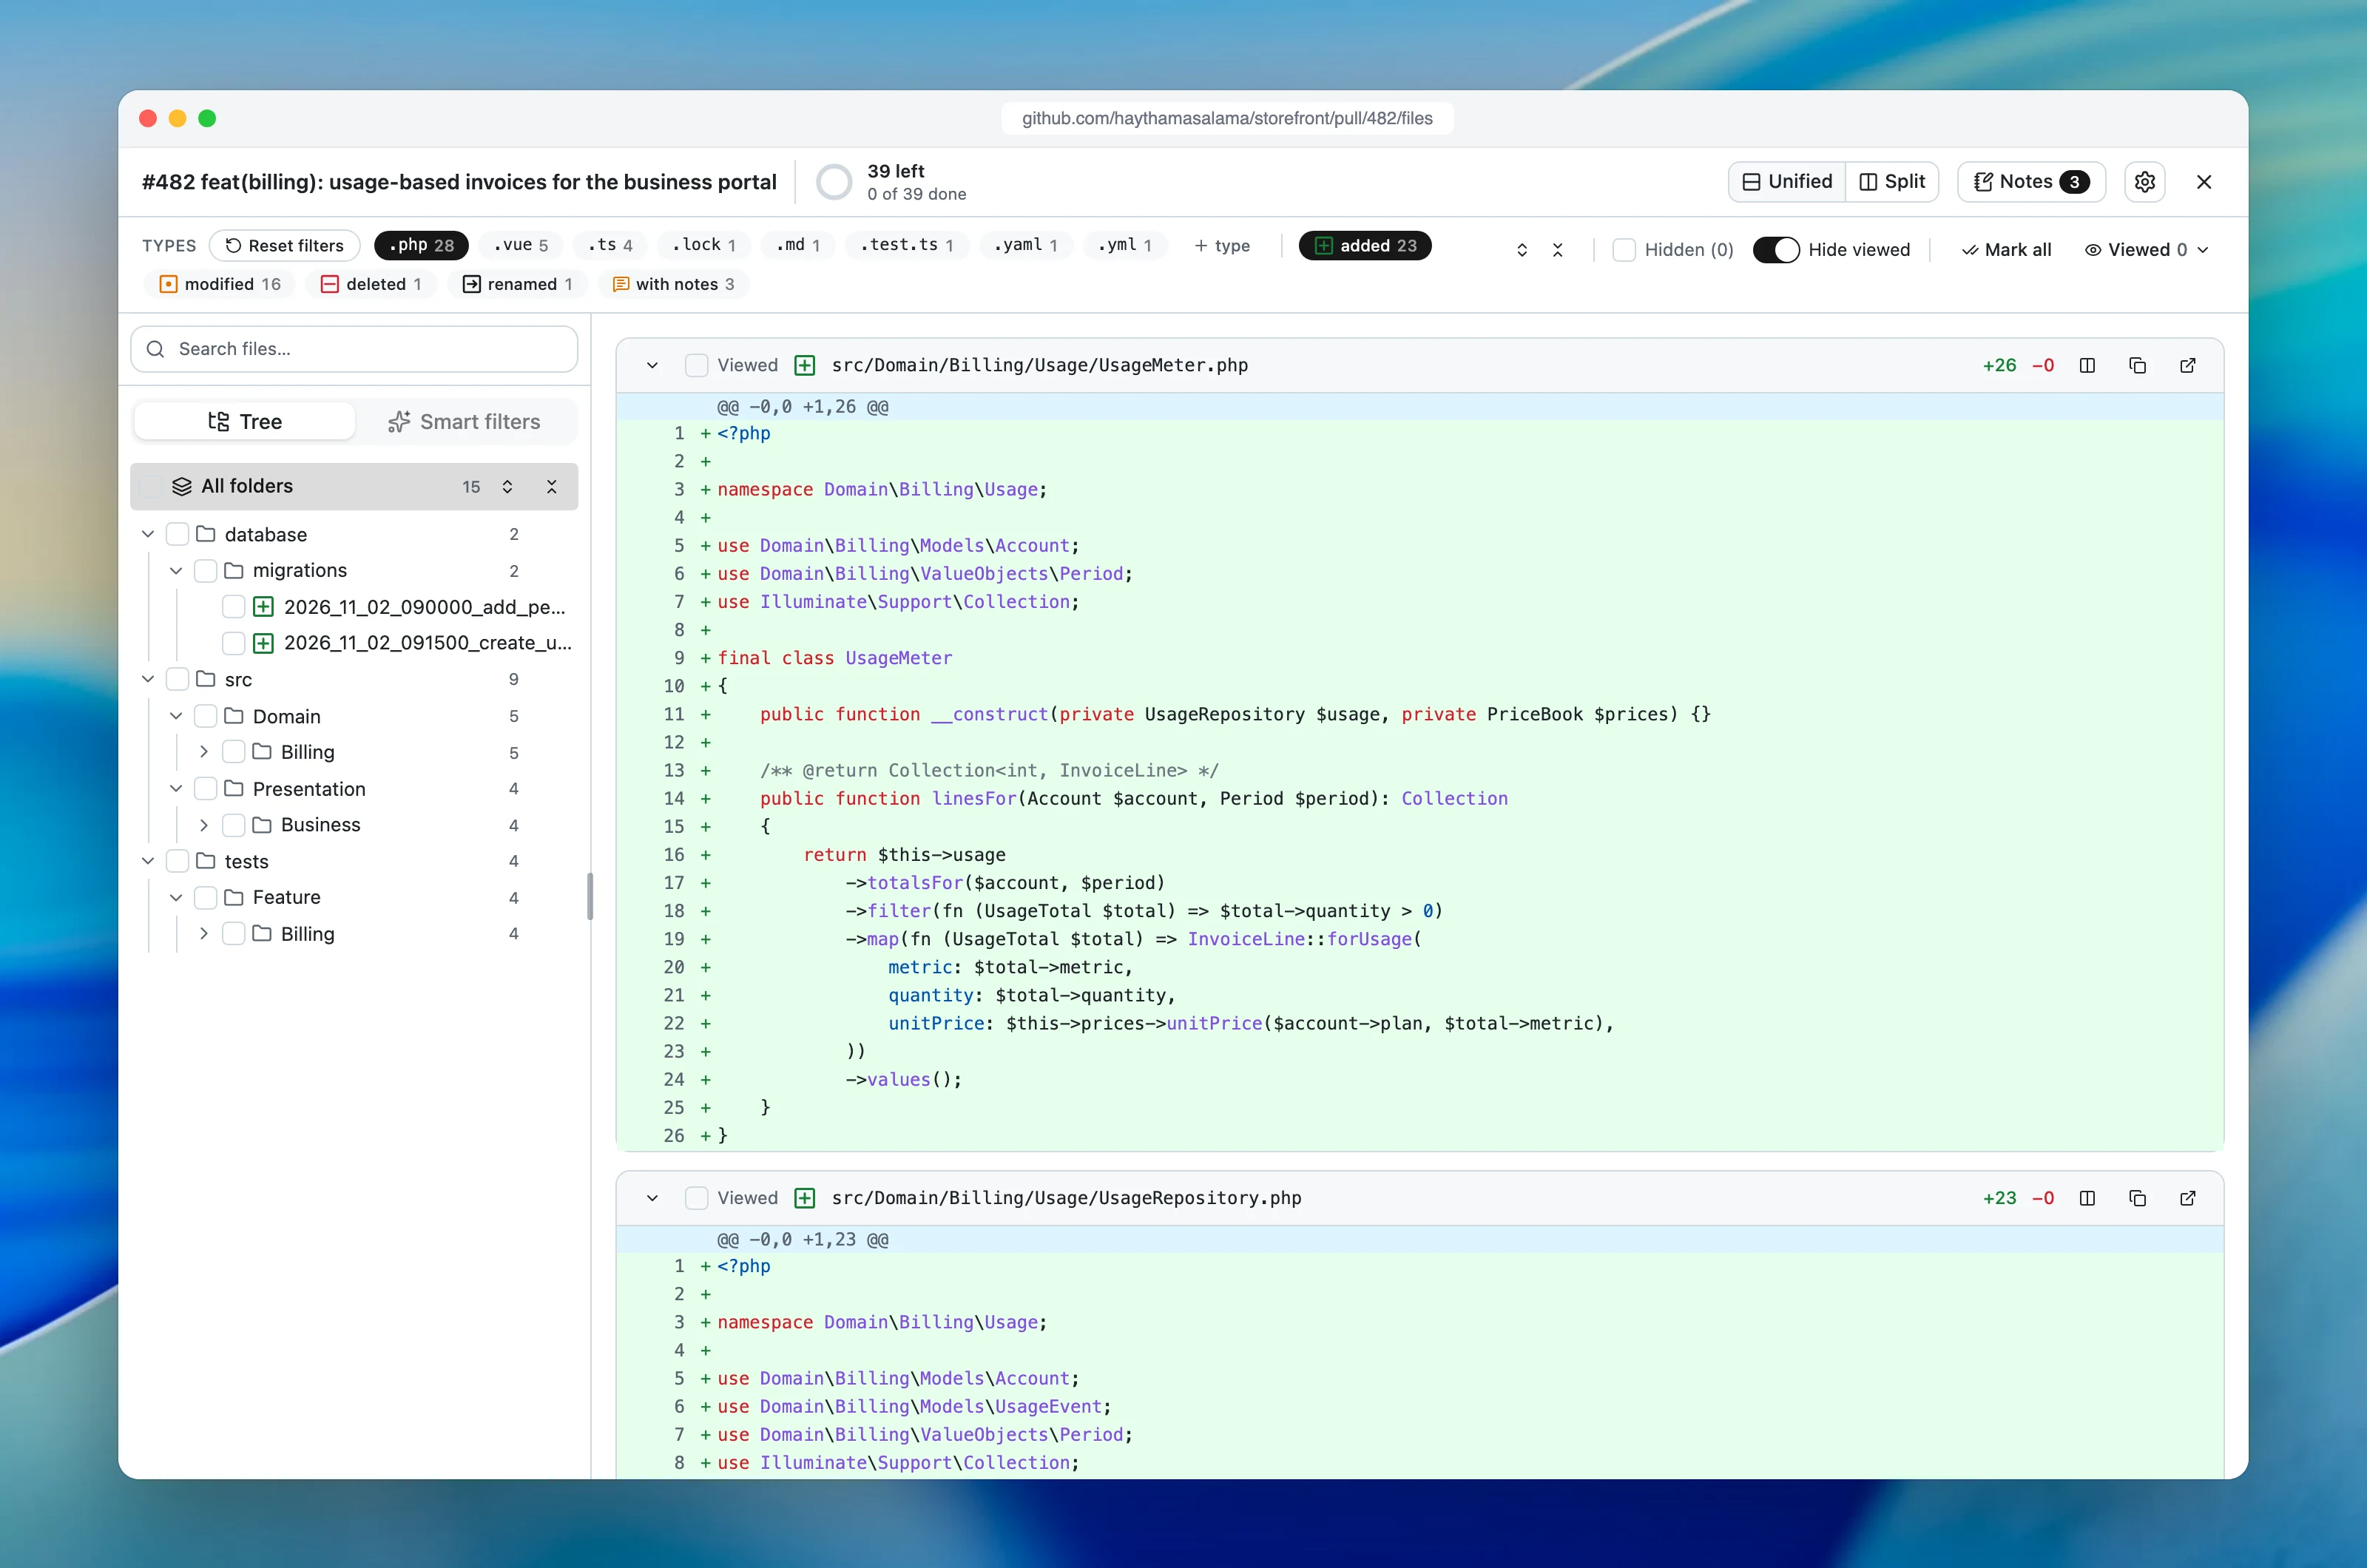 github.com/haythamasalama/storefront/pull/482/files
#482 feat(billing): usage-based invoices for the business portal
39 left
0 of 39 done
Unified
Split
Notes 3
TYPES Reset filters .php 28 .vue 5 .ts 4 .lock 1 .md 1 .test.ts 1 .yaml 1 .yml 1 + type added 23
Hidden (0) Hide viewed Mark all Viewed 0
modified 16 deleted 1 renamed 1 with notes 3
Search files...
Tree Smart filters
All folders 15
database 2
migrations 2
2026_11_02_090000_add_pe...
2026_11_02_091500_create_u...
src 9
Domain 5
Billing 5
Presentation 4
Business 4
tests 4
Feature 4
Billing 4
Viewed src/Domain/Billing/Usage/UsageMeter.php +26 −0
@@ −0,0 +1,26 @@
1 +<?php
2 +
3 +namespace Domain\Billing\Usage;
4 +
5 +use Domain\Billing\Models\Account;
6 +use Domain\Billing\ValueObjects\Period;
7 +use Illuminate\Support\Collection;
8 +
9 +final class UsageMeter
10 +{
11 +    public function __construct(private UsageRepository $usage, private PriceBook $prices) {}
12 +
13 +    /** @return Collection<int, InvoiceLine> */
14 +    public function linesFor(Account $account, Period $period): Collection
15 +    {
16 +        return $this->usage
17 +            ->totalsFor($account, $period)
18 +            ->filter(fn (UsageTotal $total) => $total->quantity > 0)
19 +            ->map(fn (UsageTotal $total) => InvoiceLine::forUsage(
20 +                metric: $total->metric,
21 +                quantity: $total->quantity,
22 +                unitPrice: $this->prices->unitPrice($account->plan, $total->metric),
23 +            ))
24 +            ->values();
25 +    }
26 +}
Viewed src/Domain/Billing/Usage/UsageRepository.php +23 −0
@@ −0,0 +1,23 @@
1 +<?php
2 +
3 +namespace Domain\Billing\Usage;
4 +
5 +use Domain\Billing\Models\Account;
6 +use Domain\Billing\Models\UsageEvent;
7 +use Domain\Billing\ValueObjects\Period;
8 +use Illuminate\Support\Collection;